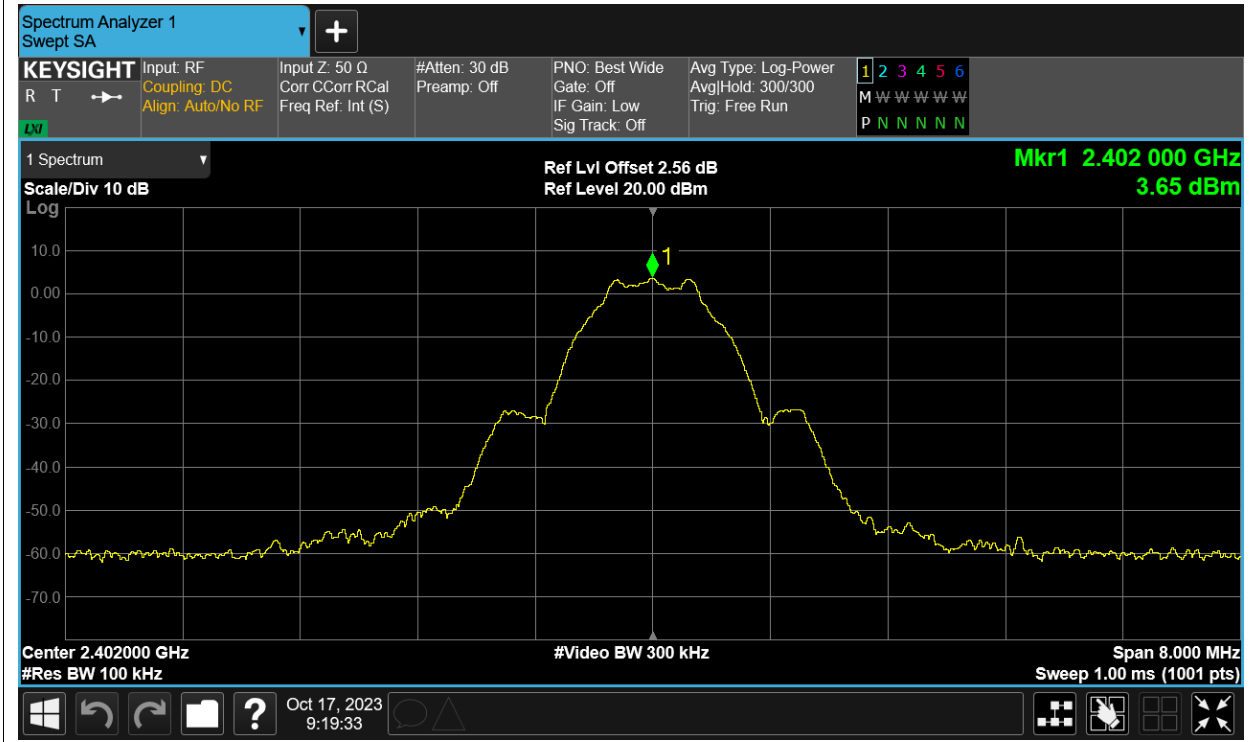 Spectrum Analyzer 1
Swept SA
KEYSIGHT
R T
LXI
Input: RF
Coupling: DC
Align: Auto/No RF
Input Z: 50 Ω
Corr CCorr RCal
Freq Ref: Int (S)
#Atten: 30 dB
Preamp: Off
PNO: Best Wide
Gate: Off
IF Gain: Low
Sig Track: Off
Avg Type: Log-Power
Avg|Hold: 300/300
Trig: Free Run
1 2 3 4 5 6
M W W W W W W
P N N N N N N
1 Spectrum
Scale/Div 10 dB
Log
Ref Lvl Offset 2.56 dB
Ref Level 20.00 dBm
Mkr1 2.402 000 GHz
3.65 dBm
1
10.0
0.00
-10.0
-20.0
-30.0
-40.0
-50.0
-60.0
-70.0
Center 2.402000 GHz
#Res BW 100 kHz
#Video BW 300 kHz
Span 8.000 MHz
Sweep 1.00 ms (1001 pts)
?
Oct 17, 2023
9:19:33